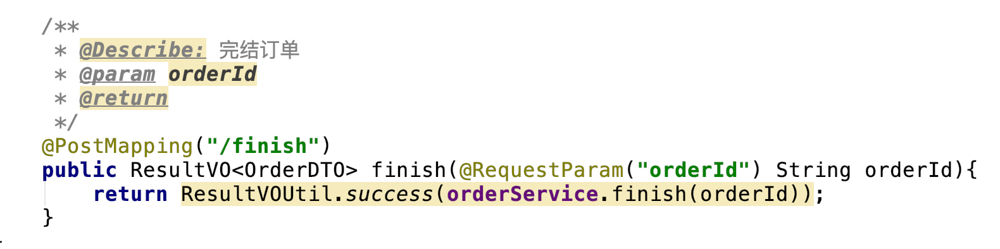 /**
 * @Describe: 完结订单
 * @param orderId
 * @return
 */
@PostMapping("/finish")
public ResultVO<OrderDTO> finish(@RequestParam("orderId") String orderId){
    return ResultVOUtil.success(orderService.finish(orderId));
}